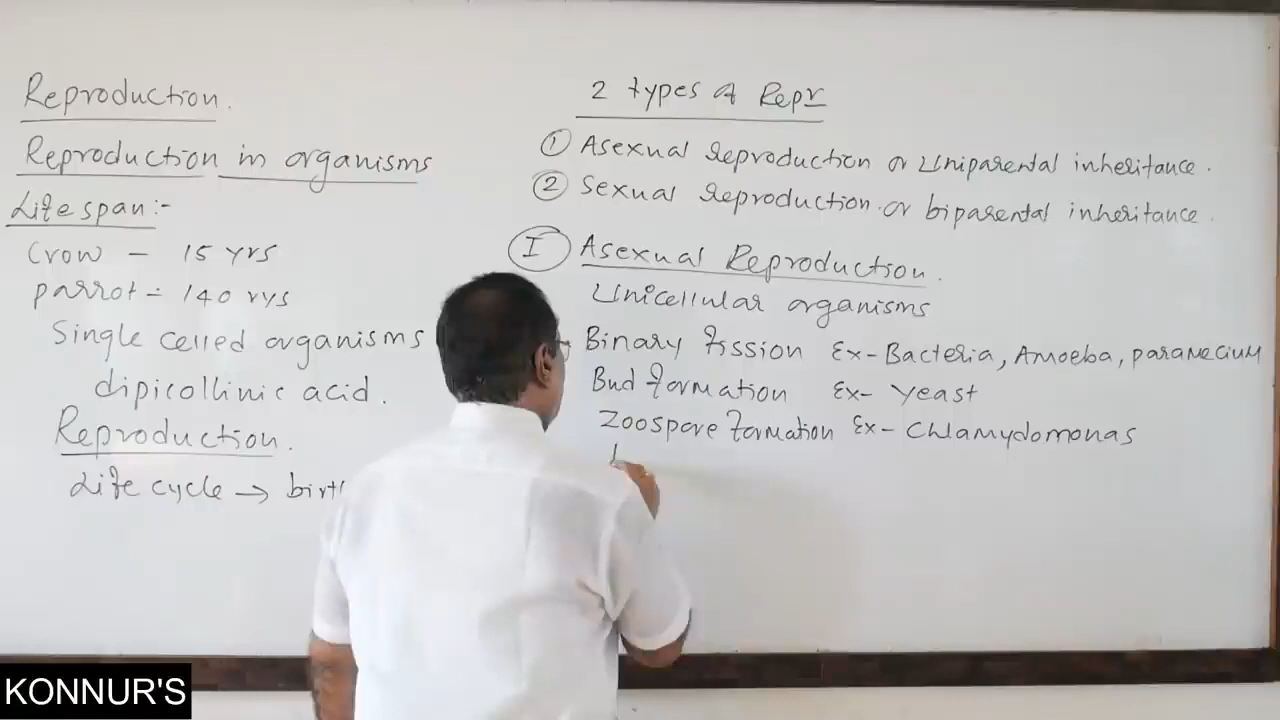 Reproduction.
Reproduction in organisms
Life span:-
Crow - 15 yrs
parrot - 140 yrs
Single celled organisms
dipicollinic acid.
Reproduction.
Life cycle → birt
2 types of Repr
① Asexual Reproduction or Uniparental inheritance.
② Sexual Reproduction or biparental inheritance.
I Asexual Reproduction.
Unicellular organisms
Binary fission Ex- Bacteria, Amoeba, paramecium
Bud formation Ex- Yeast
Zoospore formation Ex- Chlamydomonas
KONNUR'S